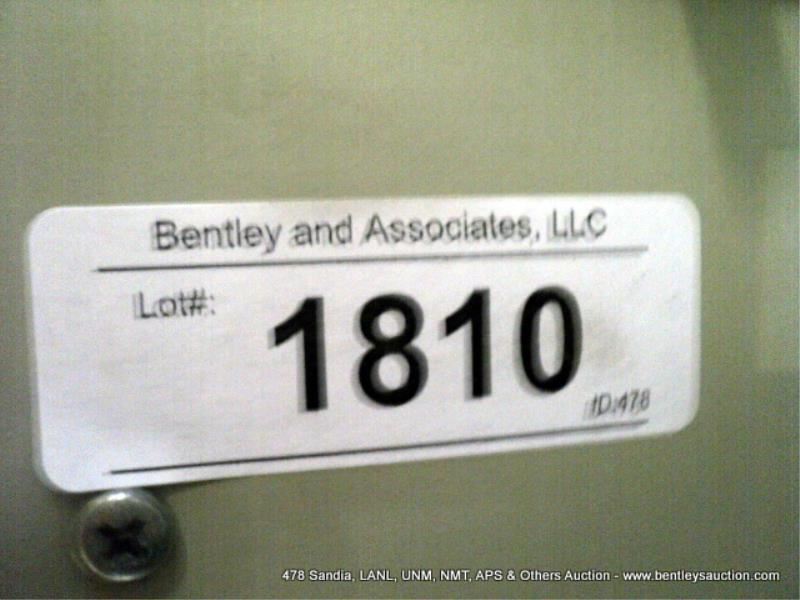 Bentley and Associates, LLC
Lot#:
1810
ID:478
478 Sandia, LANL, UNM, NMT, APS & Others Auction - www.bentleysauction.com